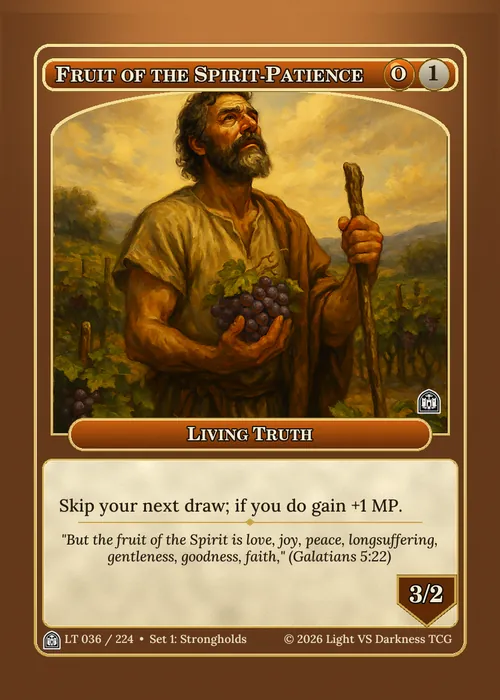 Fruit of the Spirit-Patience O 1
Living Truth
Skip your next draw; if you do gain +1 MP.
"But the fruit of the Spirit is love, joy, peace, longsuffering,
gentleness, goodness, faith," (Galatians 5:22)
3/2
LT 036 / 224 • Set 1: Strongholds © 2026 Light VS Darkness TCG